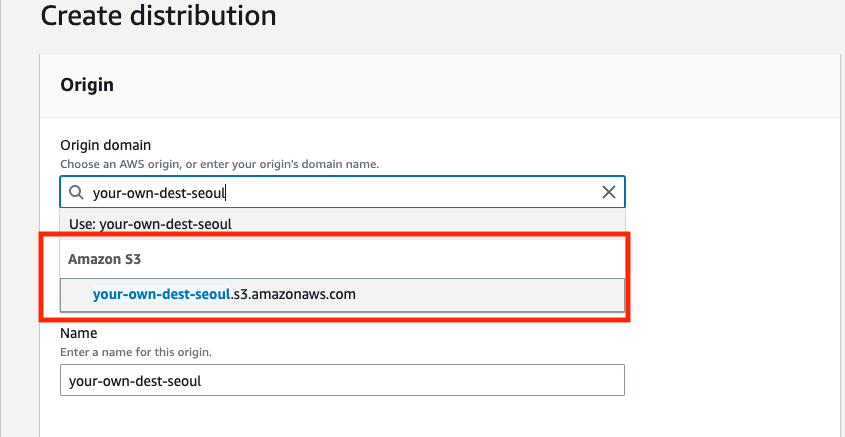 Create distribution
Origin
Origin domain
Choose an AWS origin, or enter your origin's domain name.
your-own-dest-seoul
Use: your-own-dest-seoul
Amazon S3
your-own-dest-seoul.s3.amazonaws.com
Name
Enter a name for this origin.
your-own-dest-seoul